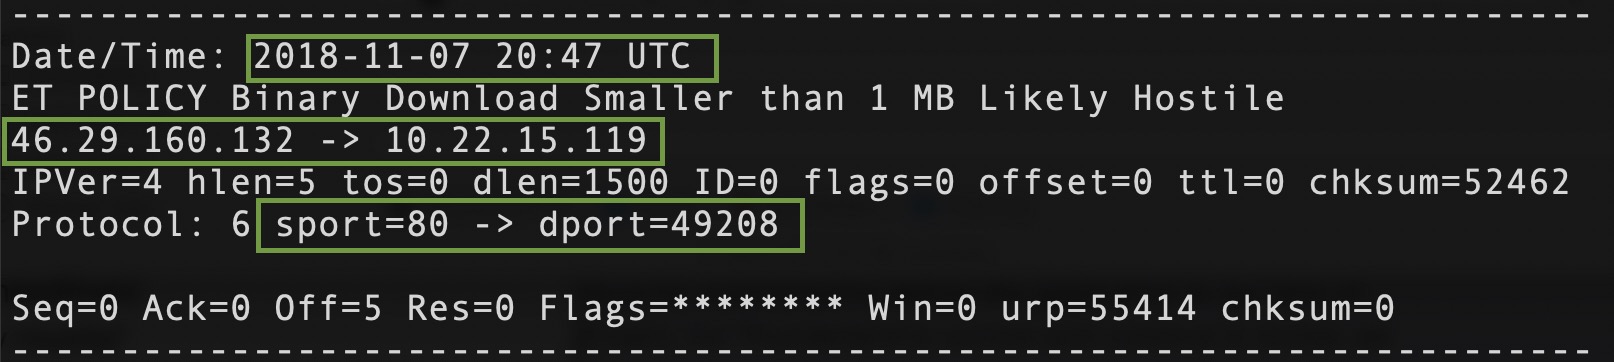 --------------------------------------------------------------------------------
Date/Time: 2018-11-07 20:47 UTC
ET POLICY Binary Download Smaller than 1 MB Likely Hostile
46.29.160.132 -> 10.22.15.119
IPVer=4 hlen=5 tos=0 dlen=1500 ID=0 flags=0 offset=0 ttl=0 chksum=52462
Protocol: 6 sport=80 -> dport=49208
Seq=0 Ack=0 Off=5 Res=0 Flags=******** Win=0 urp=55414 chksum=0
--------------------------------------------------------------------------------